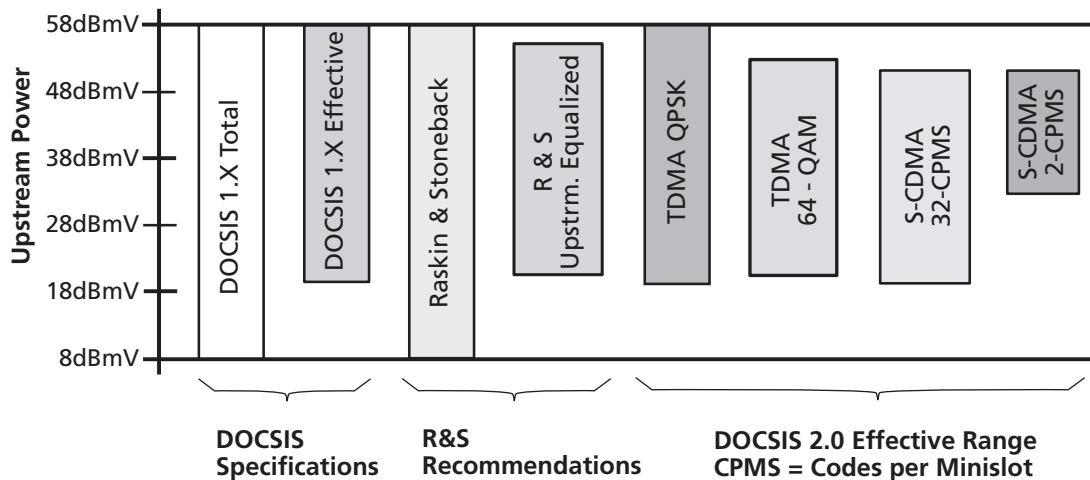 Upstream Power
58dBmV
48dBmV
38dBmV
28dBmV
18dBmV
8dBmV
DOCSIS 1.X Total
DOCSIS 1.X Effective
Raskin & Stoneback
R & S
Upstrm. Equalized
TDMA QPSK
TDMA
64 - QAM
S-CDMA
32-CPMS
S-CDMA
2-CPMS
DOCSIS
Specifications
R&S
Recommendations
DOCSIS 2.0 Effective Range
CPMS = Codes per Minislot